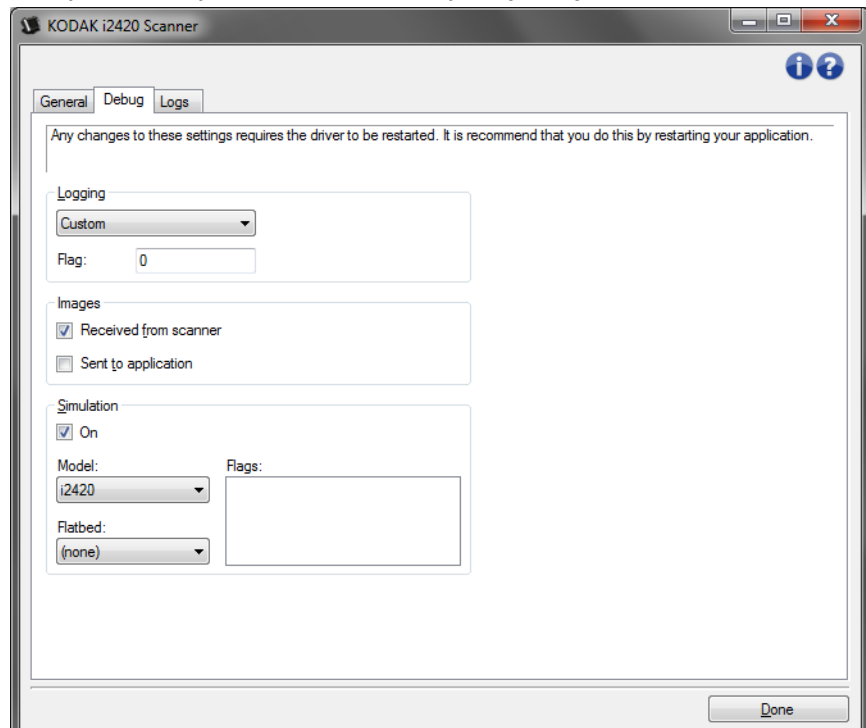 KODAK i2420 Scanner
General Debug Logs
Any changes to these settings requires the driver to be restarted. It is recommend that you do this by restarting your application.
Logging
Custom
Flag: 0
Images
Received from scanner
Sent to application
Simulation
On
Model: Flags:
i2420
Flatbed:
(none)
Done